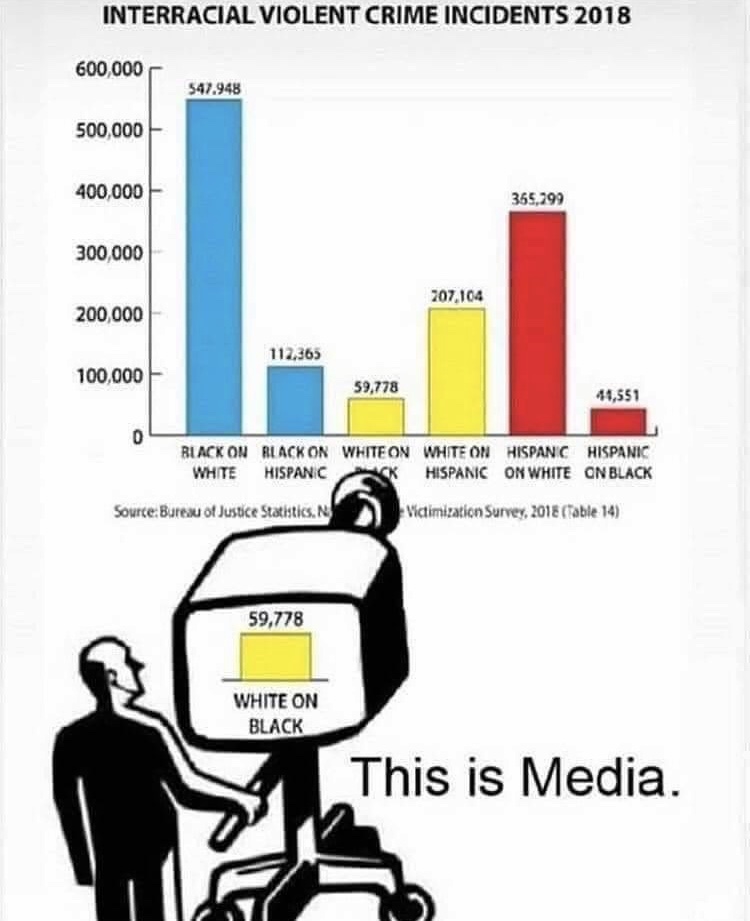 INTERRACIAL VIOLENT CRIME INCIDENTS 2018
600,000
547,948
500,000
400,000
365,299
300,000
207,104
200,000
112,365
100,000
59,778
44,551
0
BLACK ON BLACK ON WHITE ON WHITE ON HISPANIC HISPANIC
WHITE HISPANIC CK HISPANIC ON WHITE ON BLACK
Source: Bureau of Justice Statistics, N Victimization Survey, 2018 (Table 14)
59,778
WHITE ON
BLACK
This is Media.